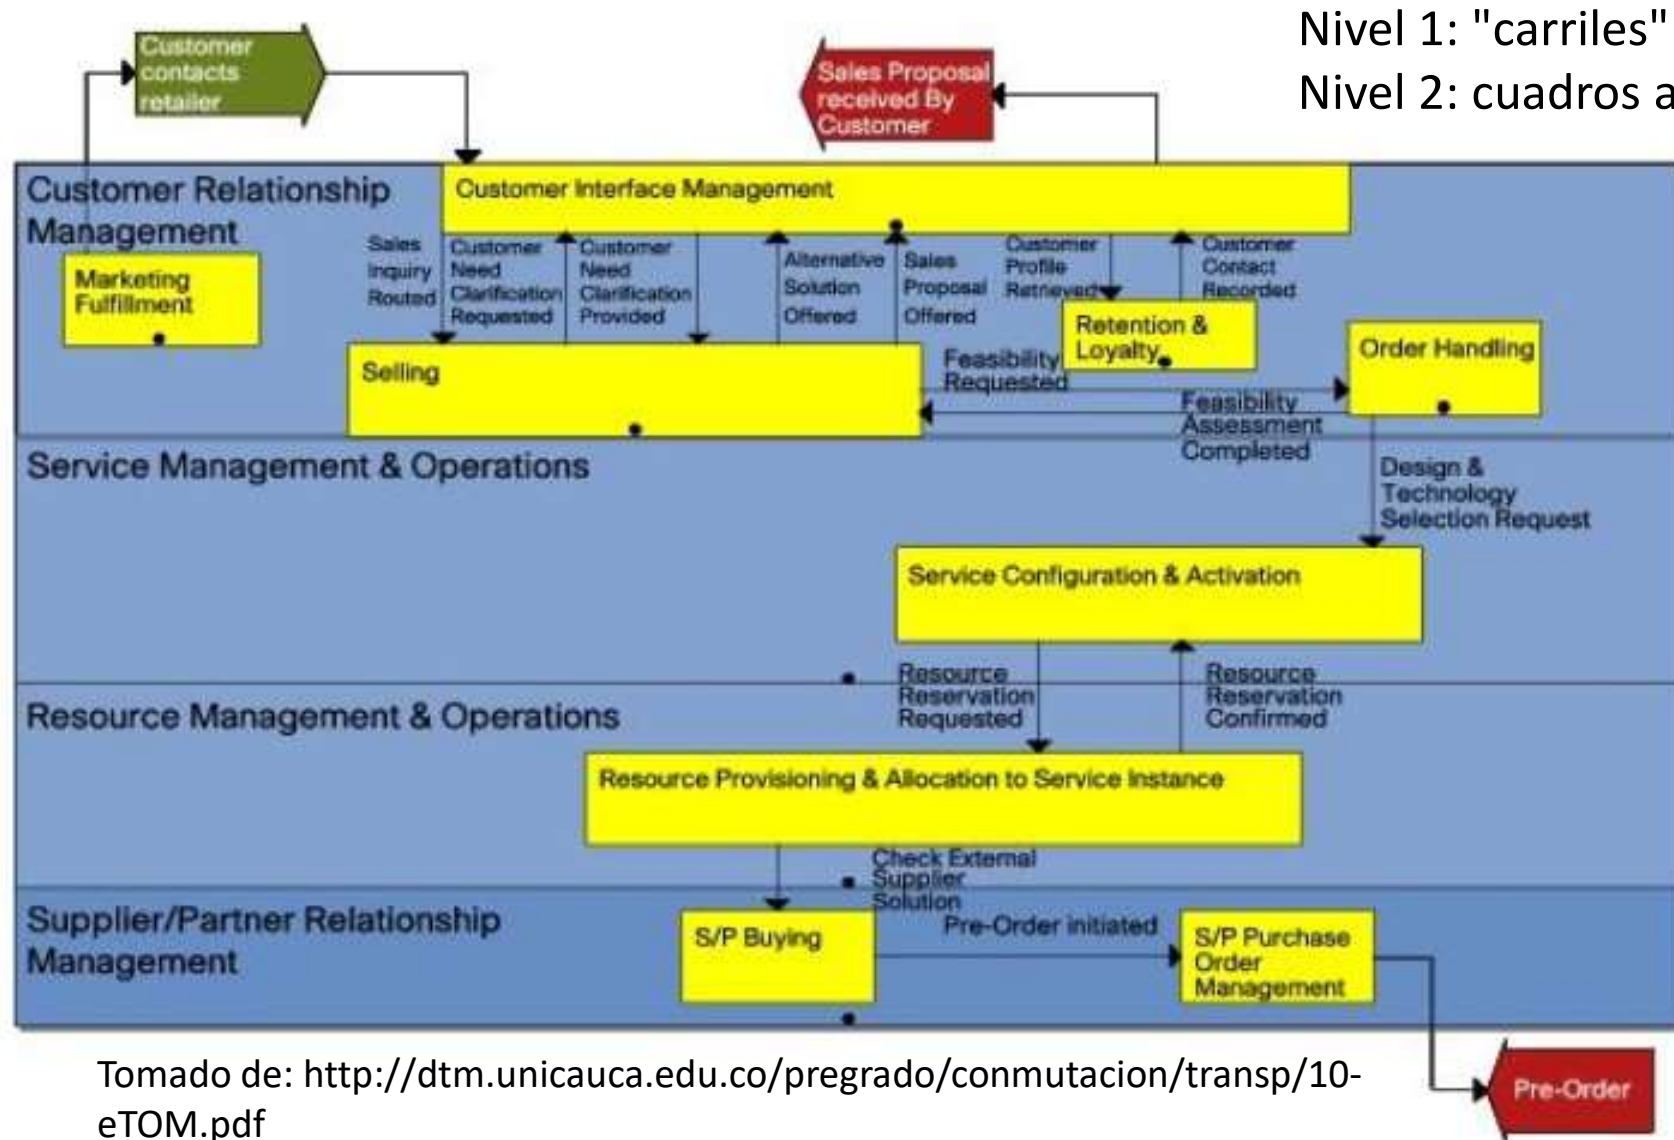 Nivel 1: "carriles"
Nivel 2: cuadros a
Customer
contacts
retailer
Sales Proposal
received By
Customer
Customer Relationship
Management
Customer Interface Management
Marketing
Fulfillment
Sales
Inquiry
Routed
Customer
Need
Clarification
Requested
Customer
Need
Clarification
Provided
Alternative
Solution
Offered
Sales
Proposal
Offered
Customer
Profile
Retrieved
Customer
Contact
Recorded
Selling
Retention &
Loyalty
Order Handling
Feasibility
Requested
Feasibility
Assessment
Completed
Service Management & Operations
Design &
Technology
Selection Request
Service Configuration & Activation
Resource
Reservation
Requested
Resource
Reservation
Confirmed
Resource Management & Operations
Resource Provisioning & Allocation to Service Instance
Check External
Supplier
Solution
Supplier/Partner Relationship
Management
S/P Buying
Pre-Order initiated
S/P Purchase
Order
Management
Pre-Order
Tomado de: http://dtm.unicauca.edu.co/pregrado/conmutacion/transp/10-
eTOM.pdf